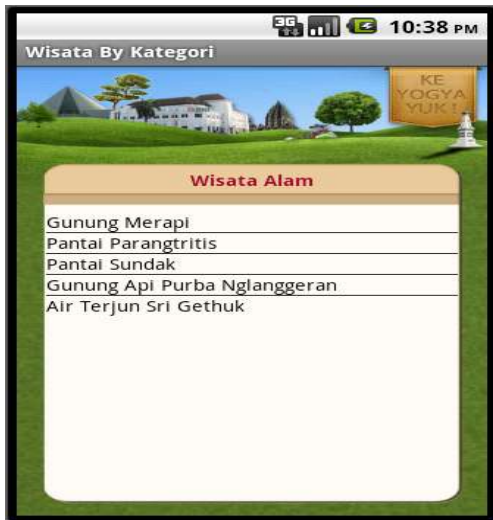 3G
10:38 PM
Wisata By Kategori
KE
YOGYA
YUK !
Wisata Alam
Gunung Merapi
Pantai Parangtritis
Pantai Sundak
Gunung Api Purba Nglanggeran
Air Terjun Sri Gethuk